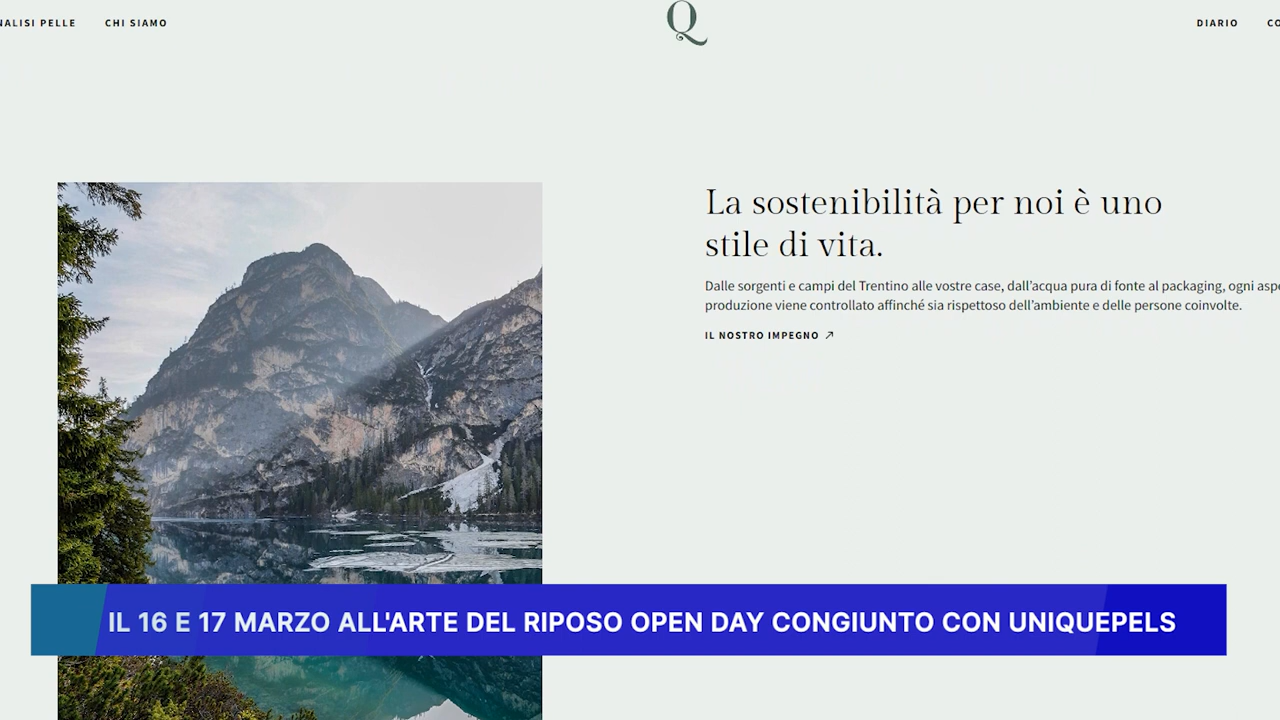 NALISI PELLE CHI SIAMO Q DIARIO CO
La sostenibilità per noi è uno
stile di vita.
Dalle sorgenti e campi del Trentino alle vostre case, dall'acqua pura di fonte al packaging, ogni aspe
produzione viene controllato affinché sia rispettoso dell'ambiente e delle persone coinvolte.
IL NOSTRO IMPEGNO
IL 16 E 17 MARZO ALL'ARTE DEL RIPOSO OPEN DAY CONGIUNTO CON UNIQUEPELS